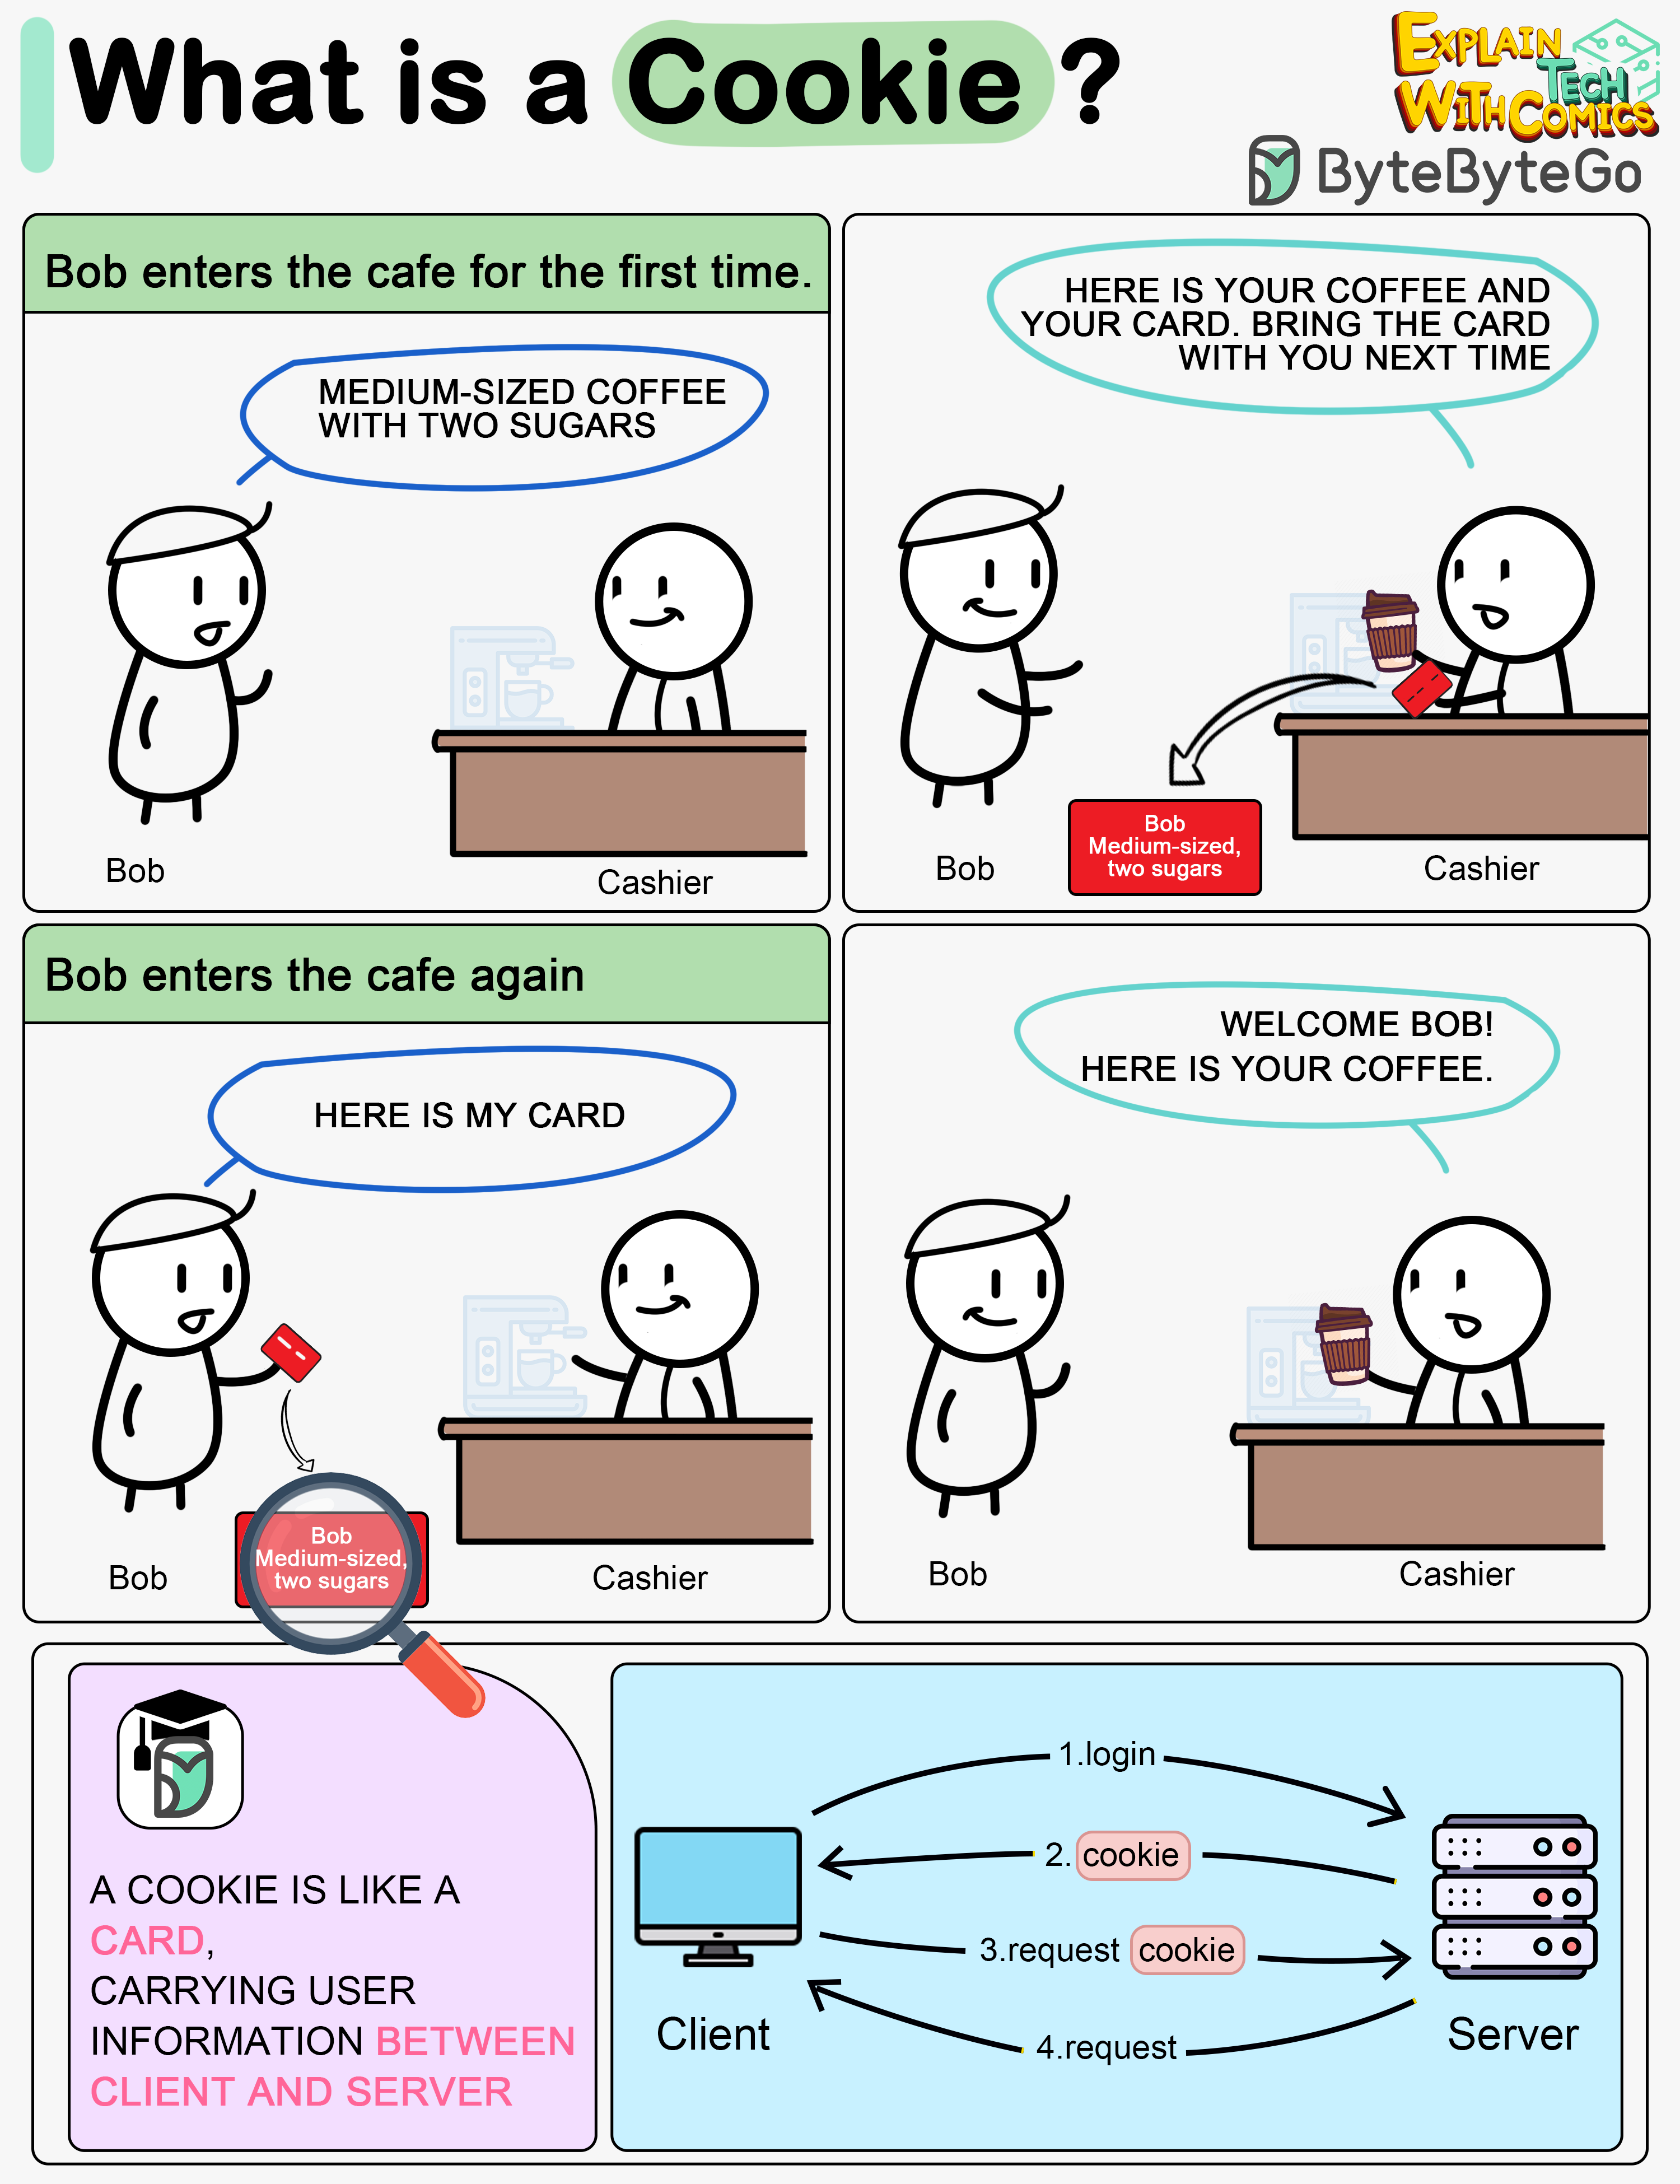 What is a Cookie ?
EXPLAIN
TECH
WITH COMICS
ByteByteGo
Bob enters the cafe for the first time.
MEDIUM-SIZED COFFEE
WITH TWO SUGARS
Bob
Cashier
HERE IS YOUR COFFEE AND
YOUR CARD. BRING THE CARD
WITH YOU NEXT TIME
Bob
Bob
Medium-sized,
two sugars
Cashier
Bob enters the cafe again
HERE IS MY CARD
Bob
Bob
Medium-sized,
two sugars
Cashier
WELCOME BOB!
HERE IS YOUR COFFEE.
Bob
Cashier
A COOKIE IS LIKE A
CARD,
CARRYING USER
INFORMATION BETWEEN
CLIENT AND SERVER
1.login
2. cookie
3.request cookie
4.request
Client
Server